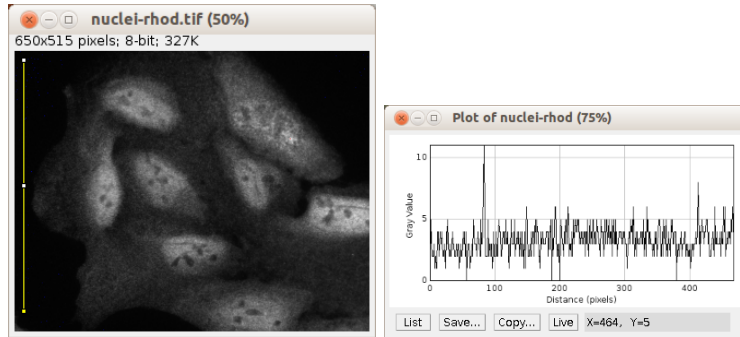 nuclei-rhod.tif (50%)
650x515 pixels; 8-bit; 327K
Plot of nuclei-rhod (75%)
10
5
0
Gray Value
0 100 200 300 400
Distance (pixels)
List Save... Copy... Live X=464, Y=5